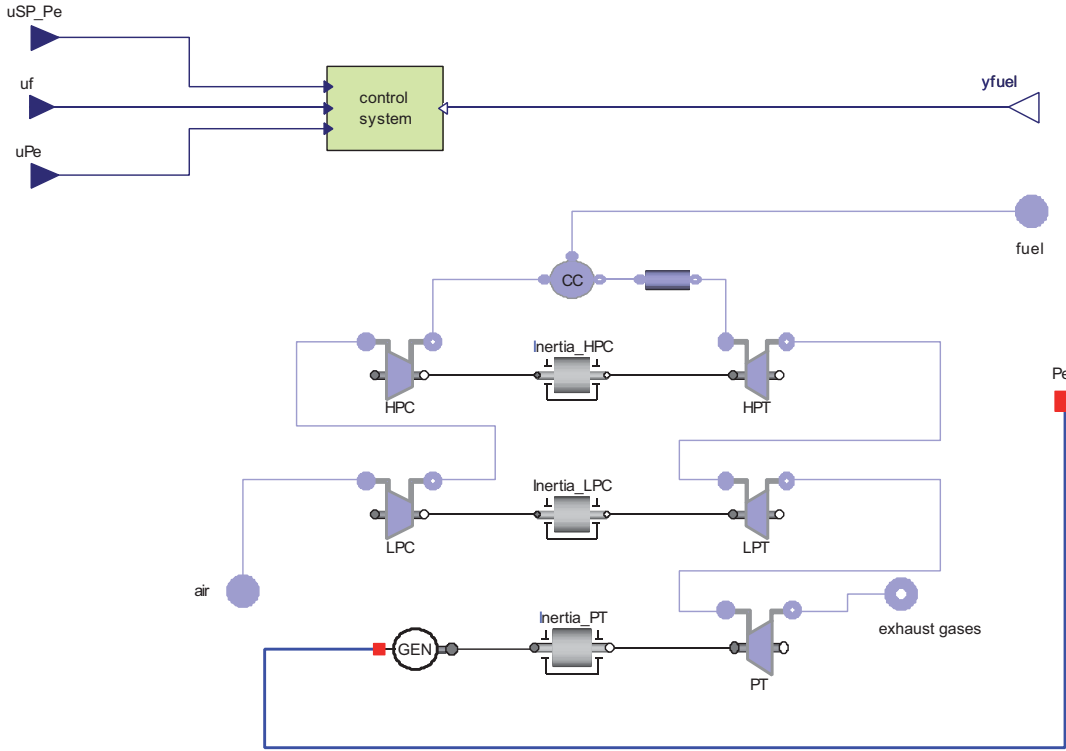 uSP_Pe
uf
uPe
control
system
yfuel
fuel
CC
Inertia_HPC
HPC
HPT
Pe
Inertia_LPC
LPC
LPT
air
Inertia_PT
exhaust gases
GEN
PT